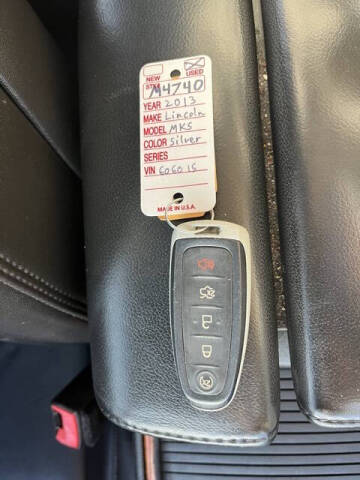 NEW USED
STK M4740
YEAR 2013
MAKE Lincoln
MODEL MKS
COLOR Silver
SERIES
VIN 606015
MADE IN U.S.A.